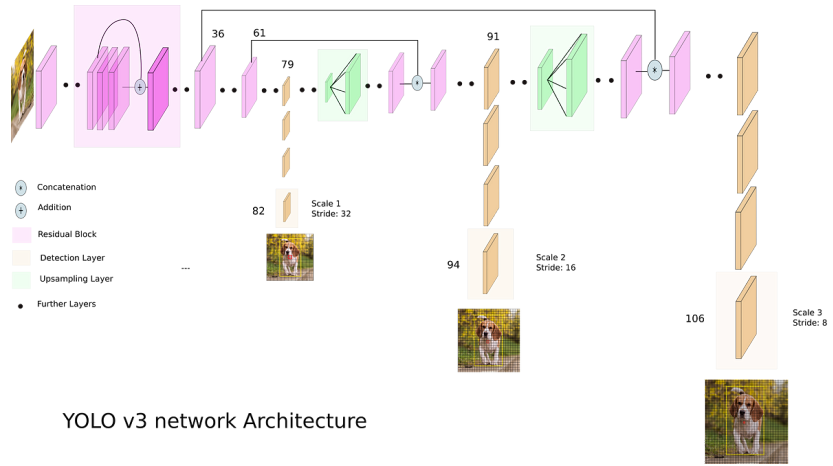 36
61
91
79
*
*
+
* Concatenation
+ Addition
Residual Block
Detection Layer
Upsampling Layer
Further Layers
---
82
Scale 1
Stride: 32
94
Scale 2
Stride: 16
106
Scale 3
Stride: 8
YOLO v3 network Architecture